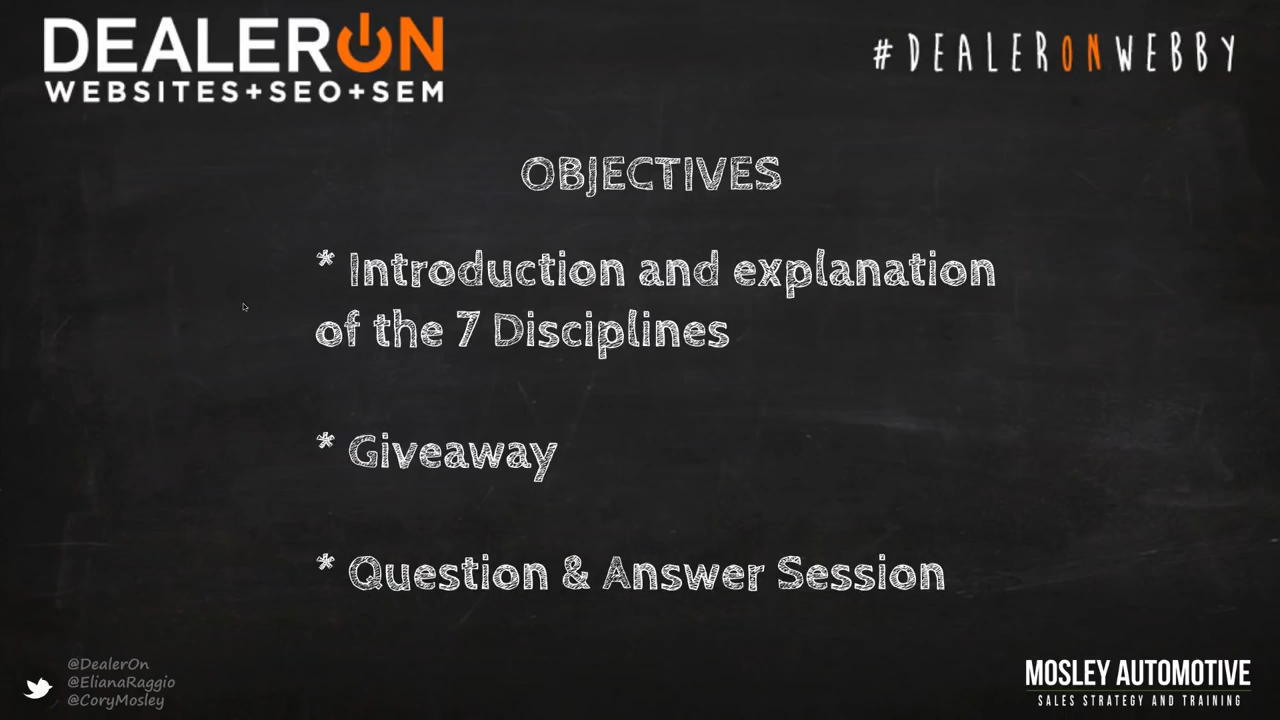 DEALERON
WEBSITES+SEO+SEM
#DEALERONWEBBY
OBJECTIVES
* Introduction and explanation
of the 7 Disciplines
* Giveaway
* Question & Answer Session
@DealerOn
@ElianaRaggio
@CoryMosley
MOSLEY AUTOMOTIVE
SALES STRATEGY AND TRAINING